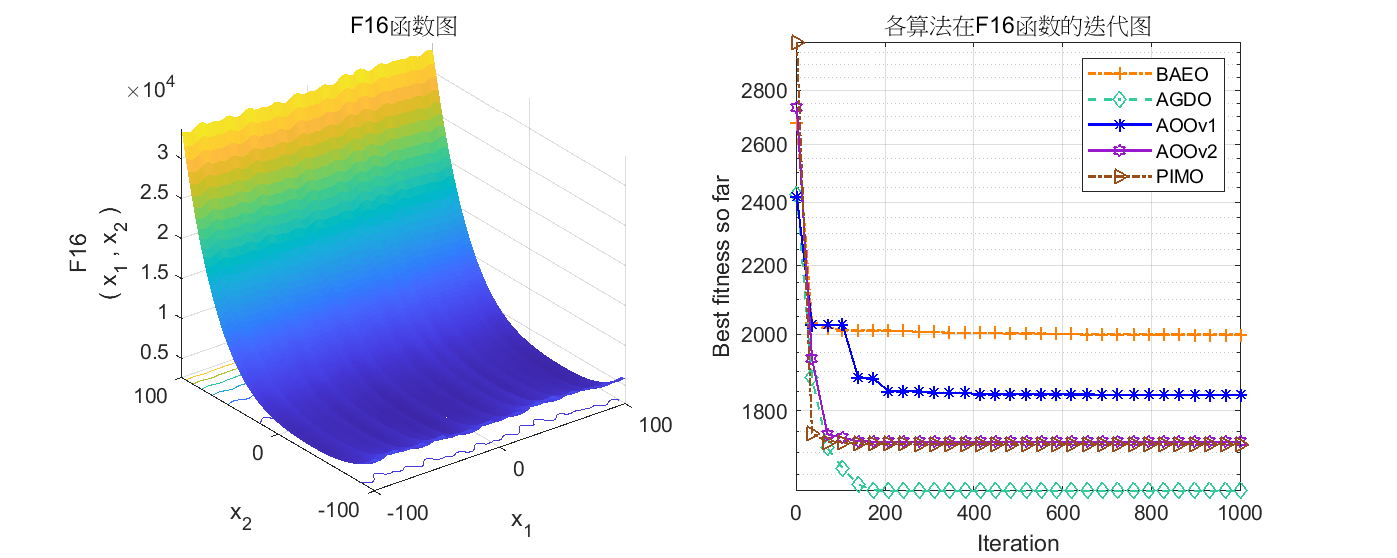 F16函数图
×10⁴
3
2.5
2
1.5
1
0.5
F16
( x₁ , x₂ )
100
0
-100
x₂
-100
0
100
x₁
各算法在F16函数的迭代图
2800
2600
2400
2200
2000
1800
Best fitness so far
0
200
400
600
800
1000
Iteration
BAEO
AGDO
AOOv1
AOOv2
PIMO